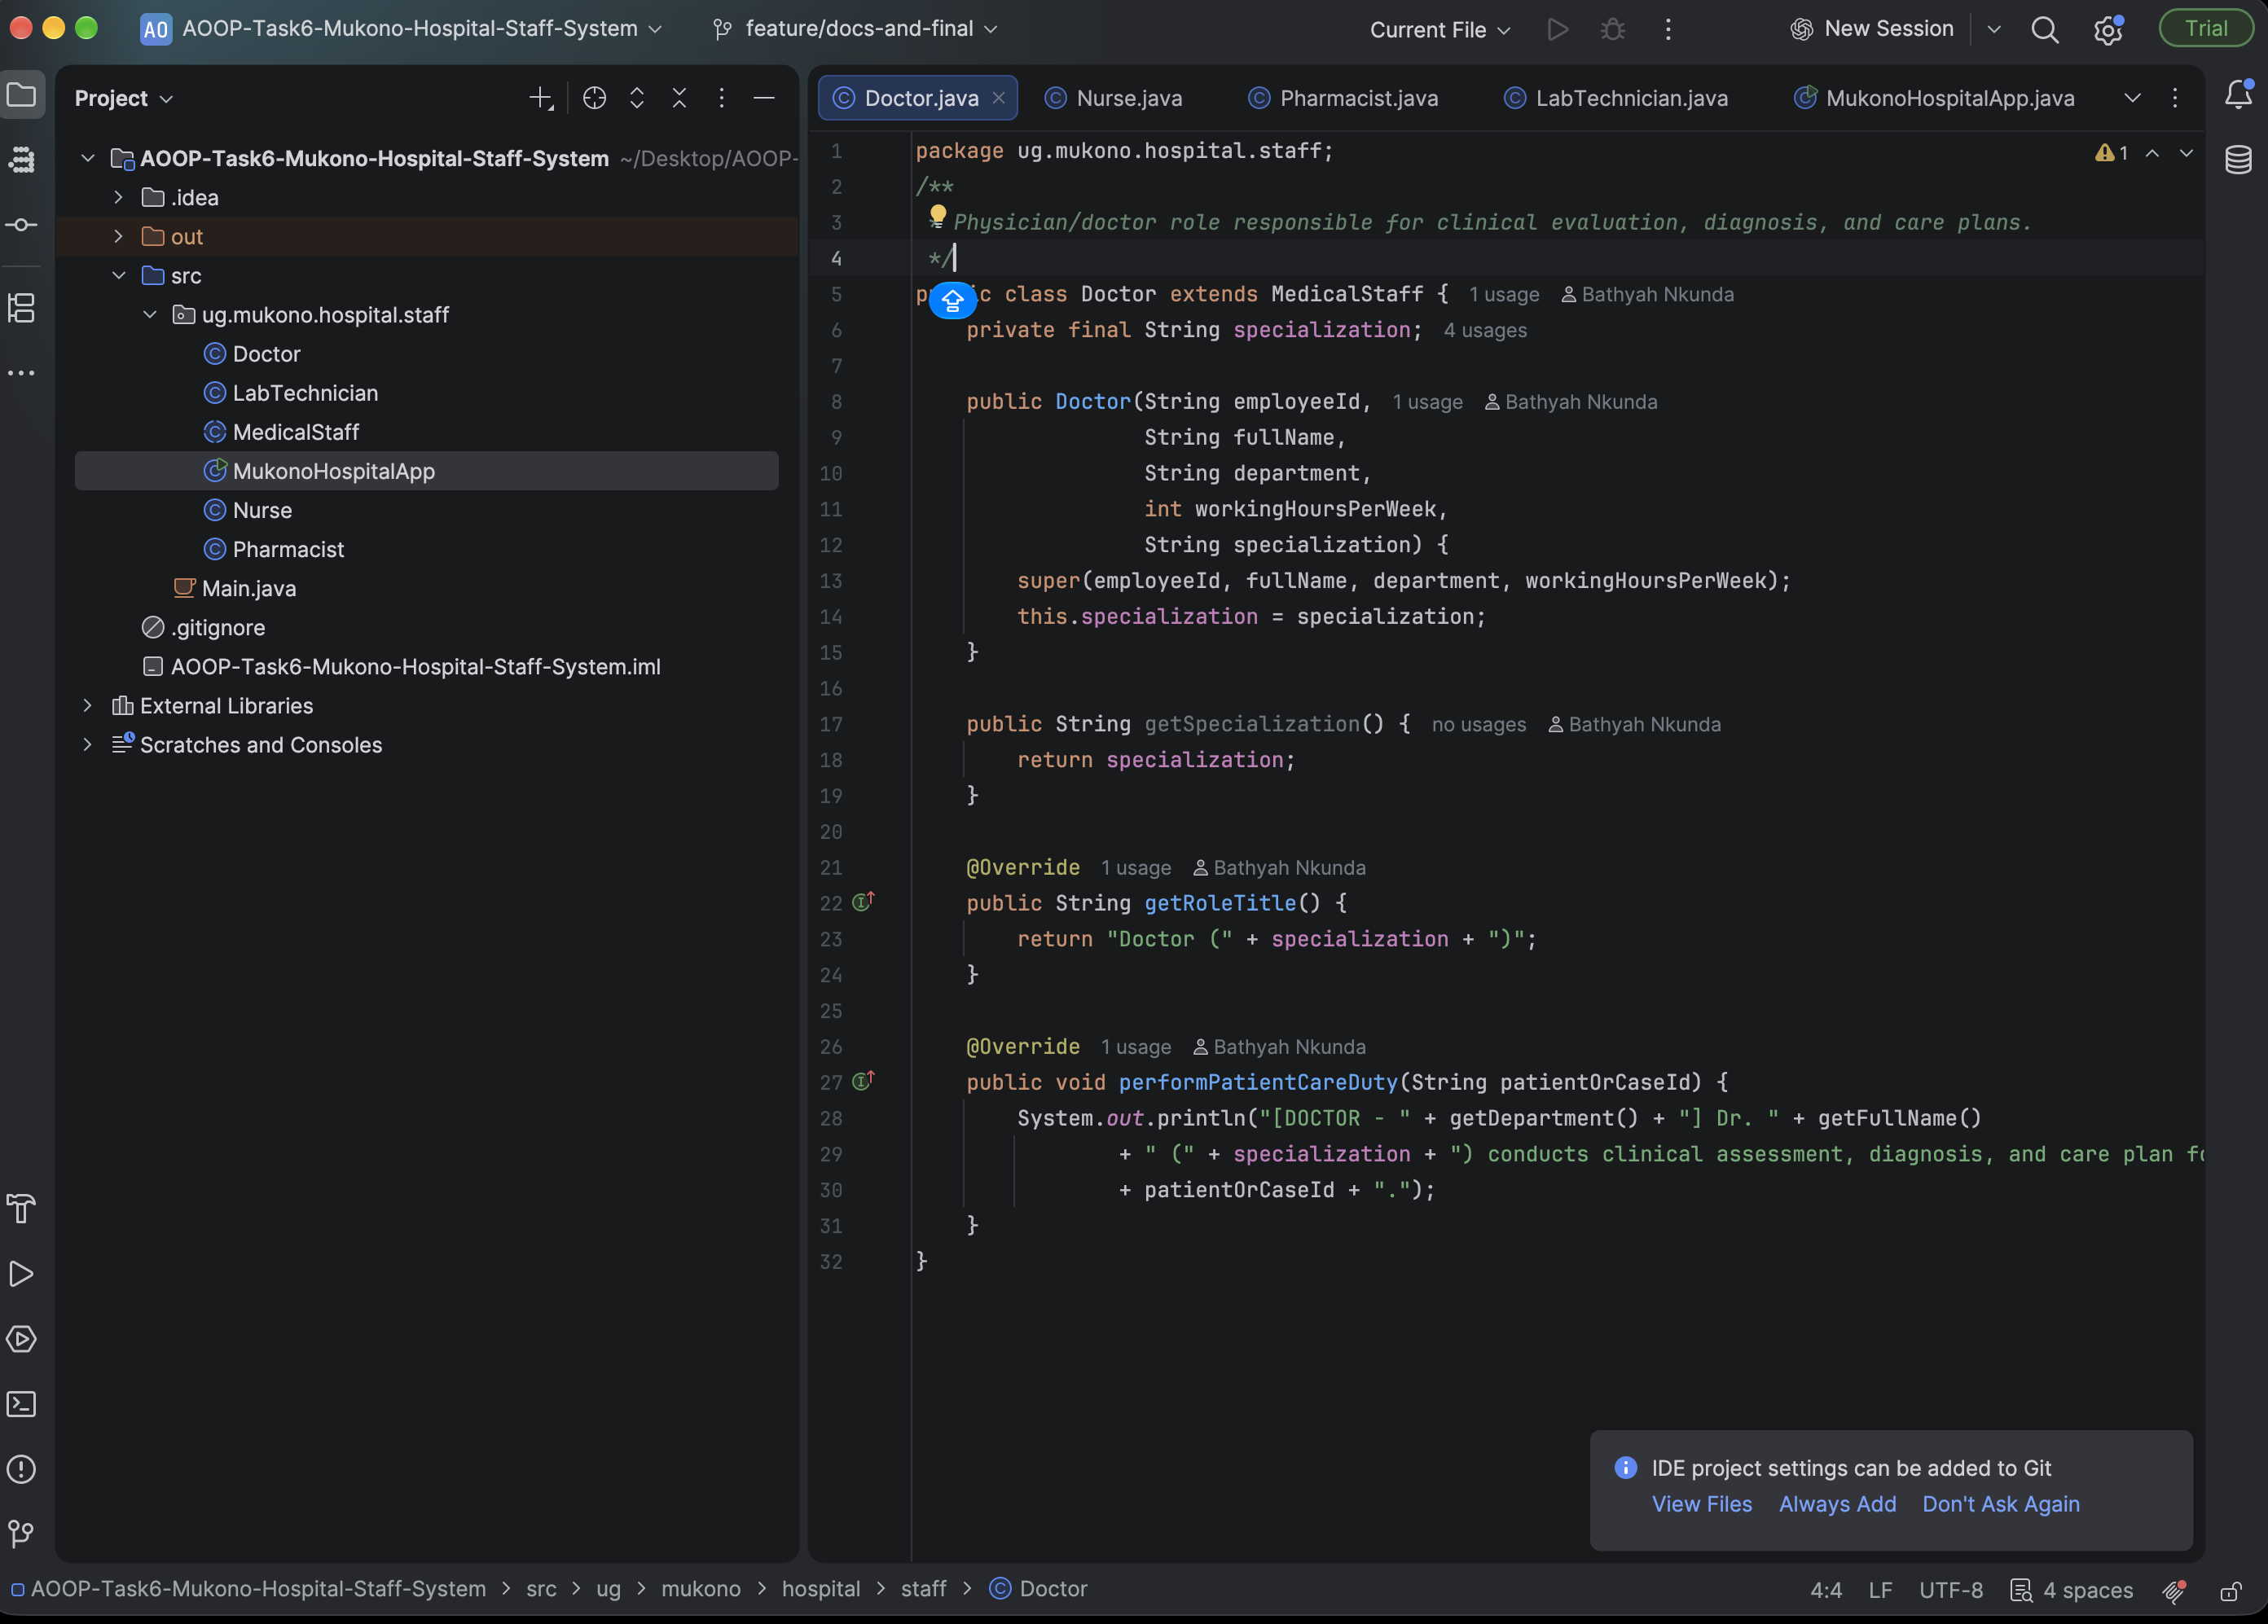 AO AOOP-Task6-Mukono-Hospital-Staff-System feature/docs-and-final Current File New Session Trial
Project
AOOP-Task6-Mukono-Hospital-Staff-System ~/Desktop/AOOP-
.idea
out
src
ug.mukono.hospital.staff
Doctor
LabTechnician
MedicalStaff
MukonoHospitalApp
Nurse
Pharmacist
Main.java
.gitignore
AOOP-Task6-Mukono-Hospital-Staff-System.iml
External Libraries
Scratches and Consoles
Doctor.java Nurse.java Pharmacist.java LabTechnician.java MukonoHospitalApp.java
1 package ug.mukono.hospital.staff; 1
2 /**
3 Physician/doctor role responsible for clinical evaluation, diagnosis, and care plans.
4 */
5 class Doctor extends MedicalStaff { 1 usage Bathyah Nkunda
6 private final String specialization; 4 usages
7
8 public Doctor(String employeeId, 1 usage Bathyah Nkunda
9 String fullName,
10 String department,
11 int workingHoursPerWeek,
12 String specialization) {
13 super(employeeId, fullName, department, workingHoursPerWeek);
14 this.specialization = specialization;
15 }
16
17 public String getSpecialization() { no usages Bathyah Nkunda
18 return specialization;
19 }
20
21 @Override 1 usage Bathyah Nkunda
22 public String getRoleTitle() {
23 return "Doctor (" + specialization + ")";
24 }
25
26 @Override 1 usage Bathyah Nkunda
27 public void performPatientCareDuty(String patientOrCaseId) {
28 System.out.println("[DOCTOR - " + getDepartment() + "] Dr. " + getFullName()
29 + " (" + specialization + ") conducts clinical assessment, diagnosis, and care plan
30 + patientOrCaseId + ".");
31 }
32 }
IDE project settings can be added to Git
View Files Always Add Don't Ask Again
AOOP-Task6-Mukono-Hospital-Staff-System > src > ug > mukono > hospital > staff > Doctor 4:4 LF UTF-8 4 spaces